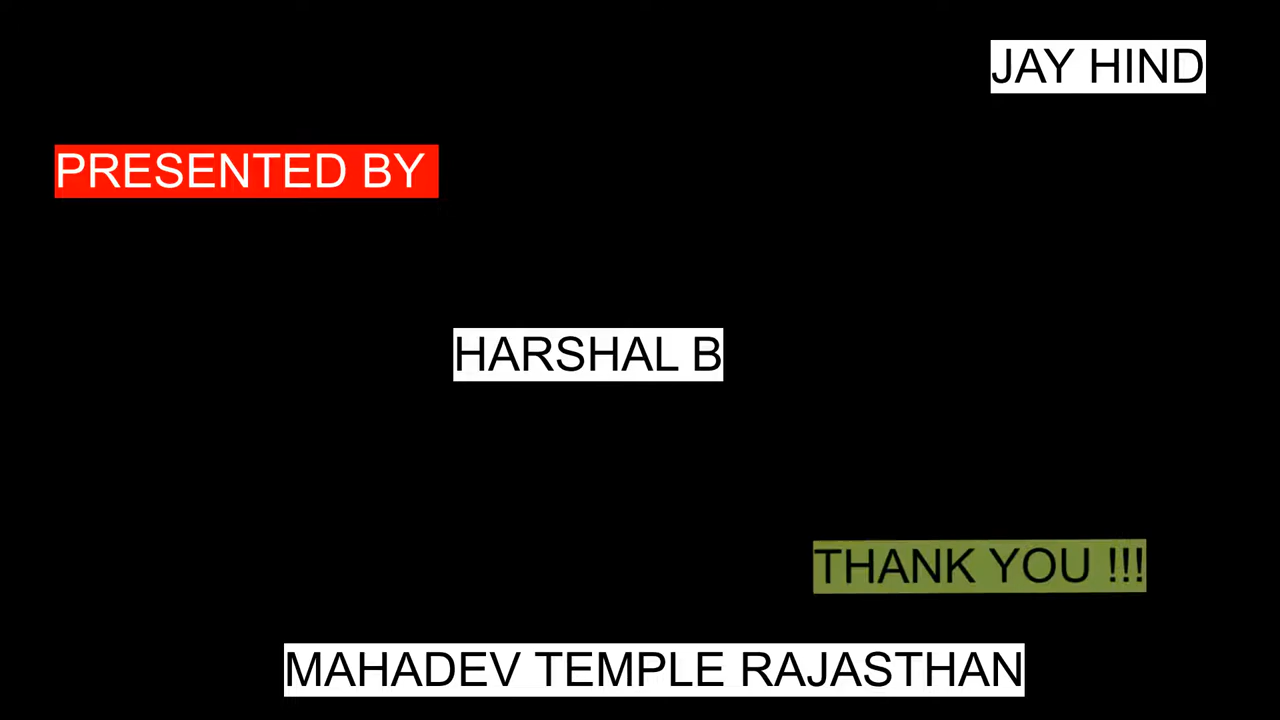 JAY HIND
PRESENTED BY
HARSHAL B
THANK YOU !!!
MAHADEV TEMPLE RAJASTHAN